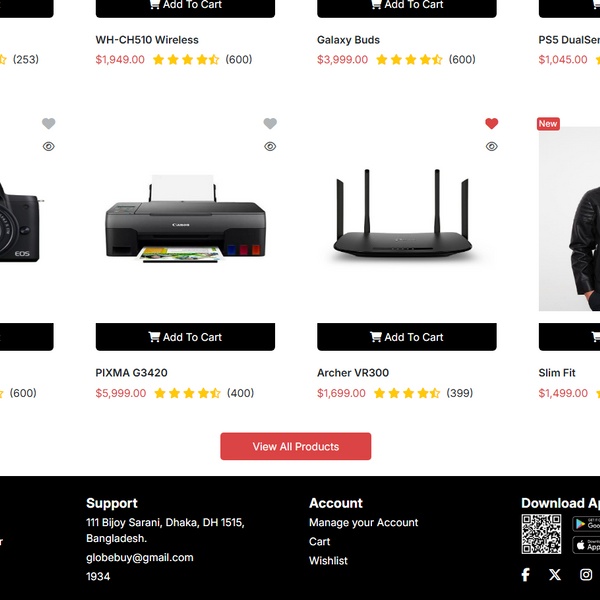 Add To Cart
Add To Cart
WH-CH510 Wireless
Galaxy Buds
PS5 DualSen
(253)
$1,949.00
(600)
$3,999.00
(600)
$1,045.00
New
Canon
EOS
Add To Cart
Add To Cart
PIXMA G3420
Archer VR300
Slim Fit
(600)
$5,999.00
(400)
$1,699.00
(399)
$1,499.00
View All Products
Support
Account
Download Ap
111 Bijoy Sarani, Dhaka, DH 1515,
Bangladesh.
Manage your Account
r
Cart
globebuy@gmail.com
Wishlist
1934
Goo
App